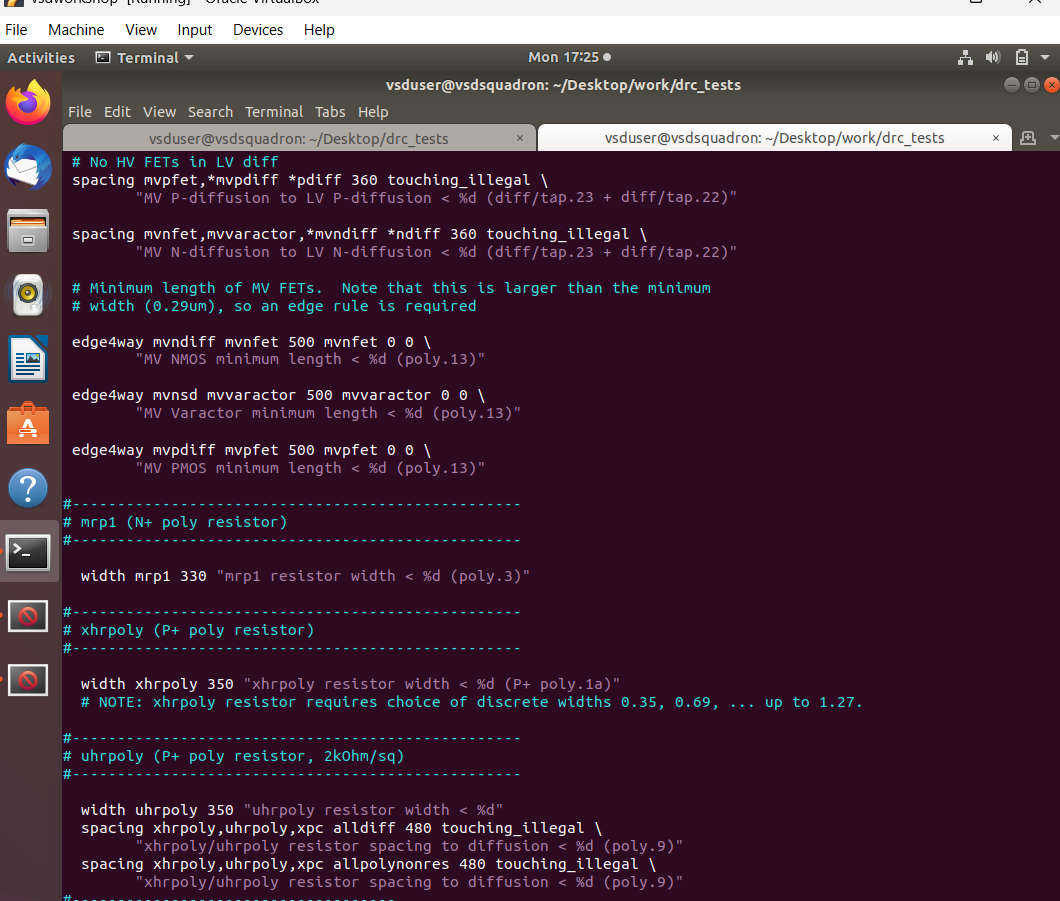 vsdworkshop [Running] - Oracle VirtualBox
File Machine View Input Devices Help
Activities Terminal Mon 17:25
vsduser@vsdsquadron: ~/Desktop/work/drc_tests
File Edit View Search Terminal Tabs Help
vsduser@vsdsquadron: ~/Desktop/drc_tests × vsduser@vsdsquadron: ~/Desktop/work/drc_tests ×
# No HV FETs in LV diff
spacing mvpfet,*mvpdiff *pdiff 360 touching_illegal \
"MV P-diffusion to LV P-diffusion < %d (diff/tap.23 + diff/tap.22)"
spacing mvnfet,mvvaractor,*mvndiff *ndiff 360 touching_illegal \
"MV N-diffusion to LV N-diffusion < %d (diff/tap.23 + diff/tap.22)"
# Minimum length of MV FETs.  Note that this is larger than the minimum
# width (0.29um), so an edge rule is required
edge4way mvndiff mvnfet 500 mvnfet 0 0 \
"MV NMOS minimum length < %d (poly.13)"
edge4way mvnsd mvvaractor 500 mvvaractor 0 0 \
"MV Varactor minimum length < %d (poly.13)"
edge4way mvpdiff mvpfet 500 mvpfet 0 0 \
"MV PMOS minimum length < %d (poly.13)"
#--------------------------------------------------
# mrp1 (N+ poly resistor)
#--------------------------------------------------
width mrp1 330 "mrp1 resistor width < %d (poly.3)"
#--------------------------------------------------
# xhrpoly (P+ poly resistor)
#--------------------------------------------------
width xhrpoly 350 "xhrpoly resistor width < %d (P+ poly.1a)"
# NOTE: xhrpoly resistor requires choice of discrete widths 0.35, 0.69, ... up to 1.27.
#--------------------------------------------------
# uhrpoly (P+ poly resistor, 2kOhm/sq)
#--------------------------------------------------
width uhrpoly 350 "uhrpoly resistor width < %d"
spacing xhrpoly,uhrpoly,xpc alldiff 480 touching_illegal \
"xhrpoly/uhrpoly resistor spacing to diffusion < %d (poly.9)"
spacing xhrpoly,uhrpoly,xpc allpolynonres 480 touching_illegal \
"xhrpoly/uhrpoly resistor spacing to diffusion < %d (poly.9)"
#------------------------------------